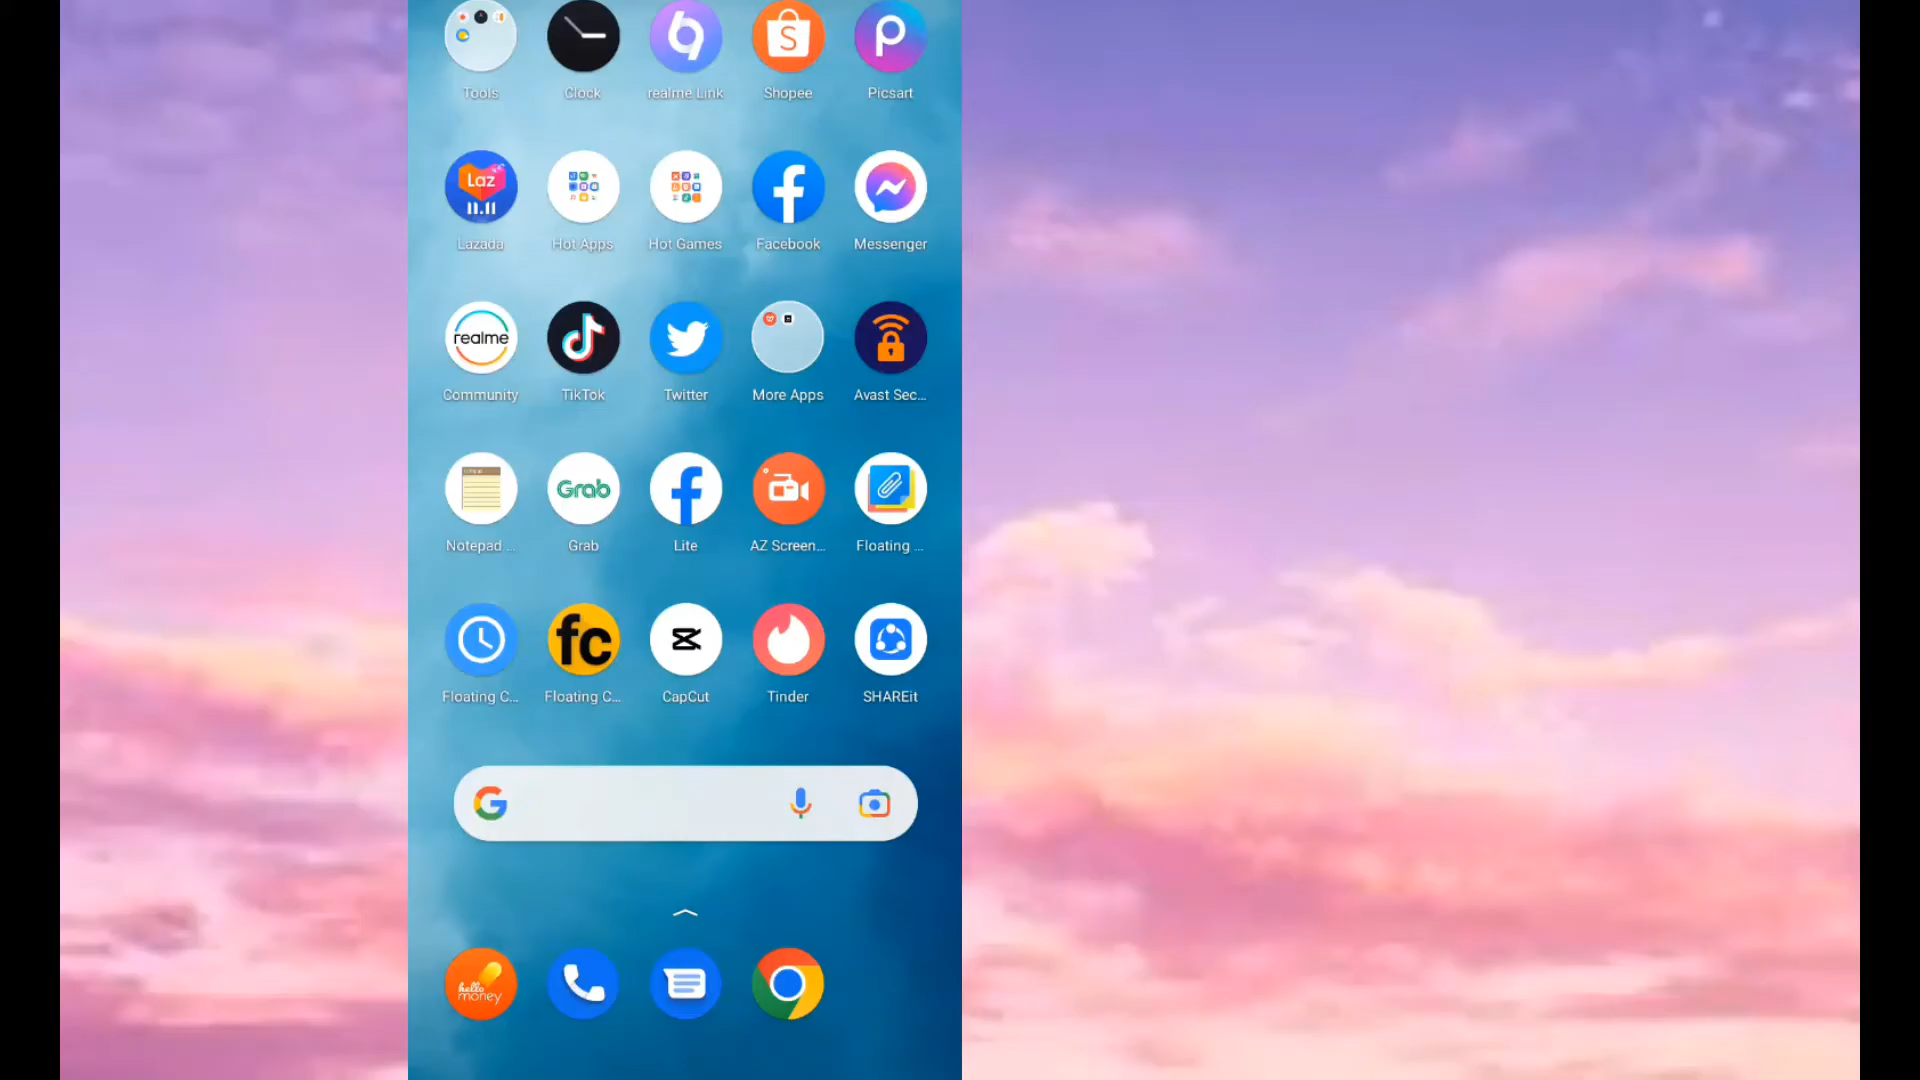 Tools Clock realme Link Shopee Picsart
Laz
11.11
Lazada Hot Apps Hot Games Facebook Messenger
realme
Community TikTok Twitter More Apps Avast Sec...
Grab
Notepad ... Grab Lite AZ Screen... Floating ...
fc
Floating C... Floating C... CapCut Tinder SHAREit
hello
money